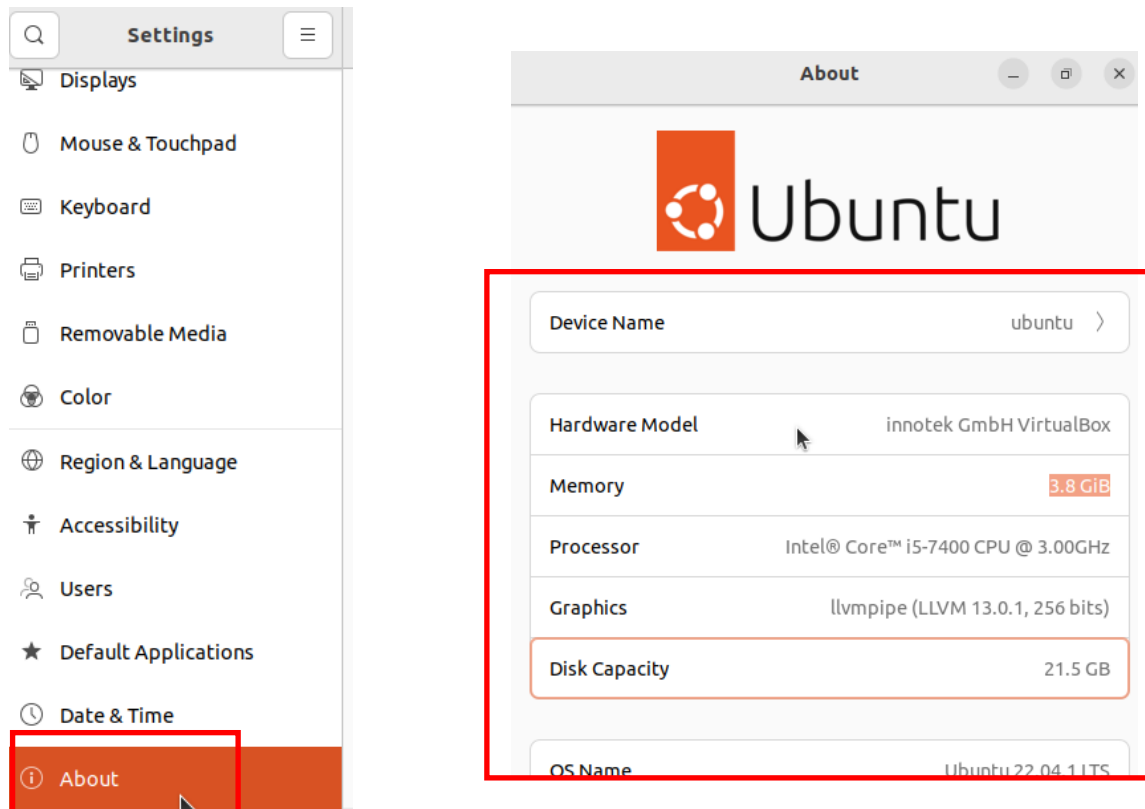 Settings
Displays
Mouse & Touchpad
Keyboard
Printers
Removable Media
Color
Region & Language
Accessibility
Users
Default Applications
Date & Time
About
About
Ubuntu
Device Name ubuntu
Hardware Model innotek GmbH VirtualBox
Memory 3.8 GiB
Processor Intel® Core™ i5-7400 CPU @ 3.00GHz
Graphics llvmpipe (LLVM 13.0.1, 256 bits)
Disk Capacity 21.5 GB
OS Name Ubuntu 22.04.1 LTS